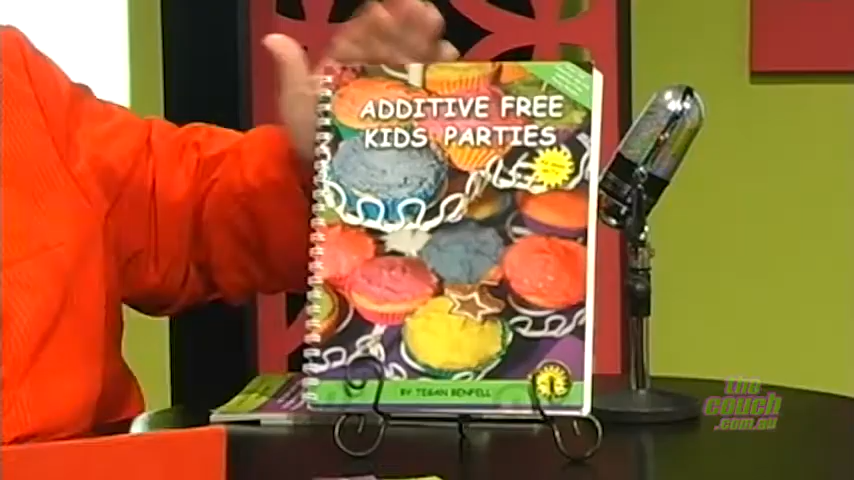 ADDITIVE FREE
KIDS PARTIES
BY TEGAN BENFELL
the
couch
.com.au